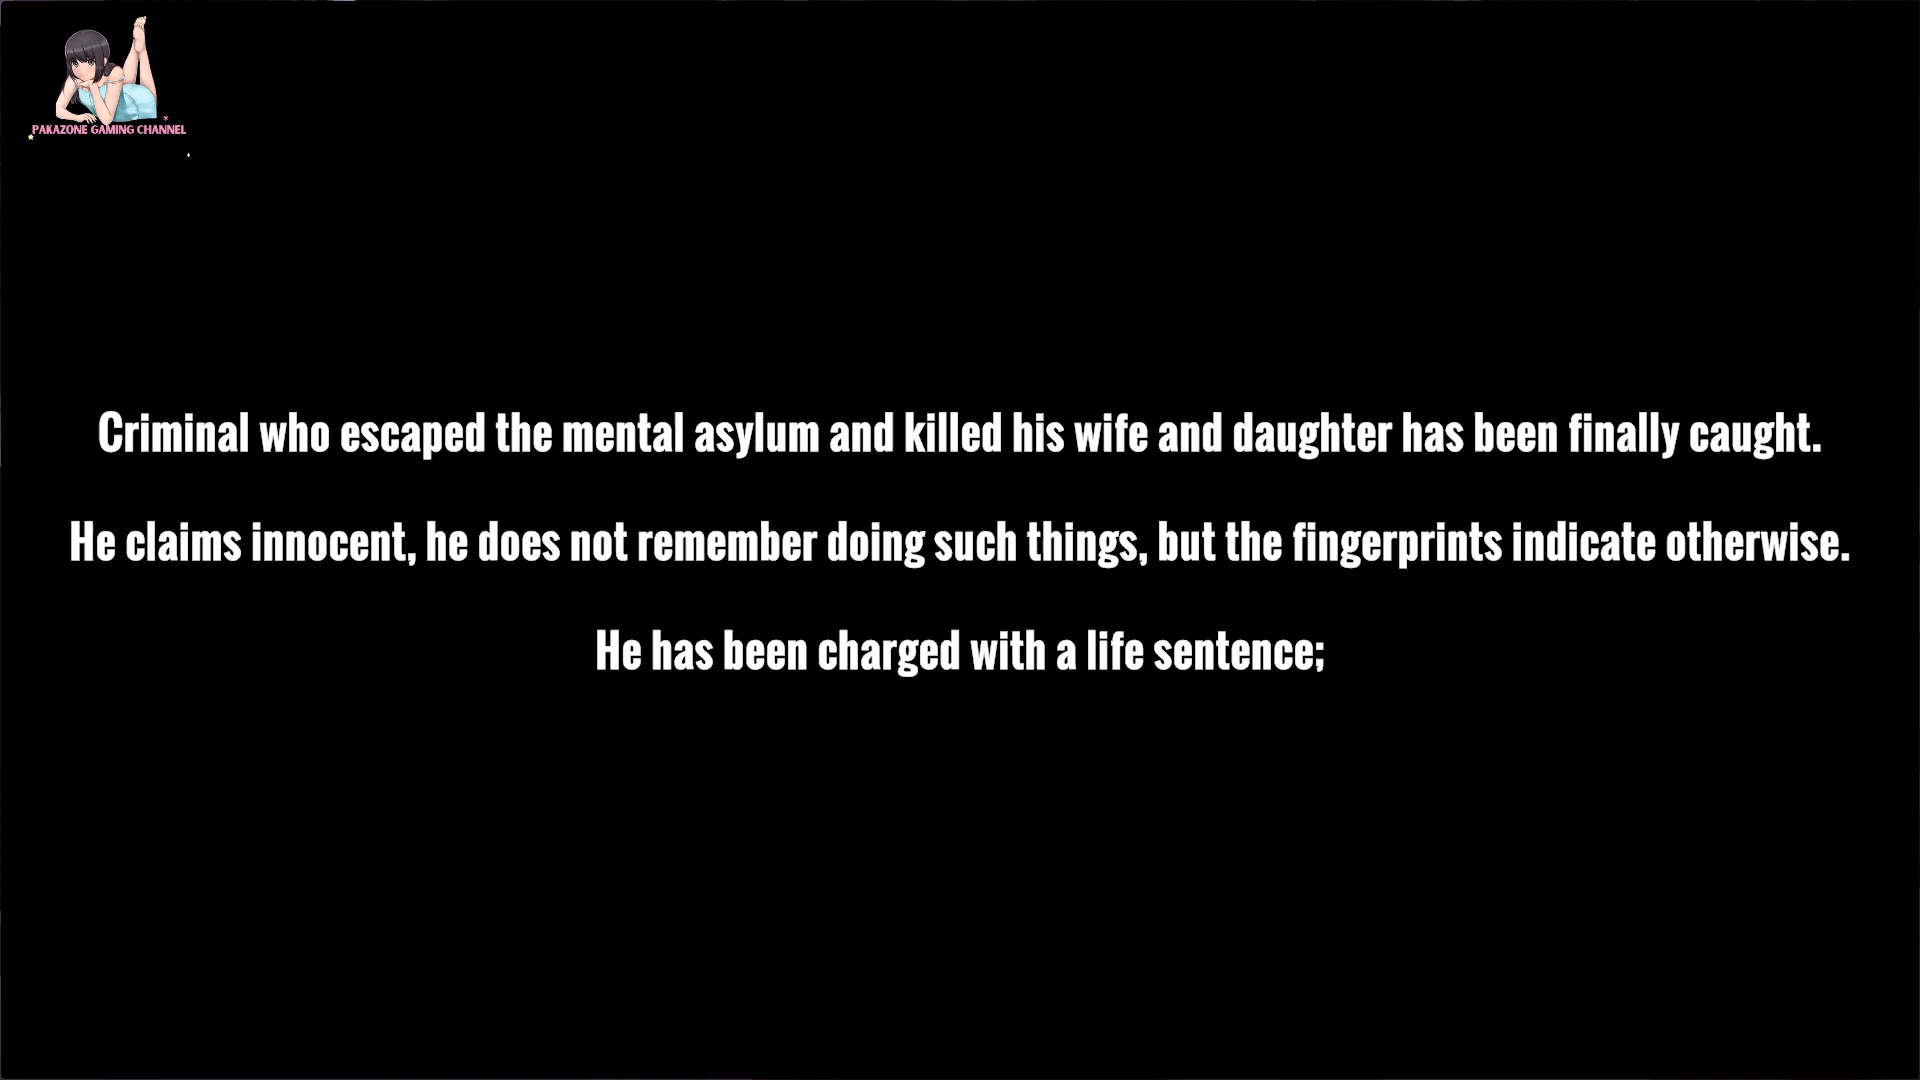 PAKAZONE GAMING CHANNEL
Criminal who escaped the mental asylum and killed his wife and daughter has been finally caught.
He claims innocent, he does not remember doing such things, but the fingerprints indicate otherwise.
He has been charged with a life sentence;